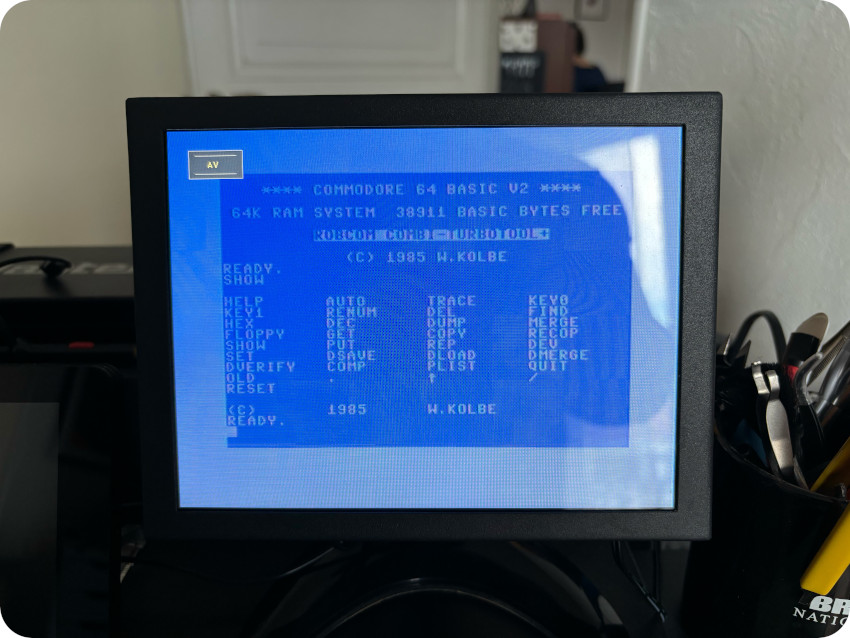 AV
**** COMMODORE 64 BASIC V2 ****
64K RAM SYSTEM 38911 BASIC BYTES FREE
ROBCOM COMBI-TURBOTOOL+
(C) 1985 W.KOLBE
READY.
SHOW
HELP AUTO TRACE KEY0
KEY1 RENUM DEL FIND
HEX DEC DUMP MERGE
FLOPPY GET COPY RECOP
SHOW PUT REP DEV
SET DSAVE DLOAD DMERGE
DVERIFY COMP PLIST QUIT
OLD . ↑ /
RESET
(C) 1985 W.KOLBE
READY.